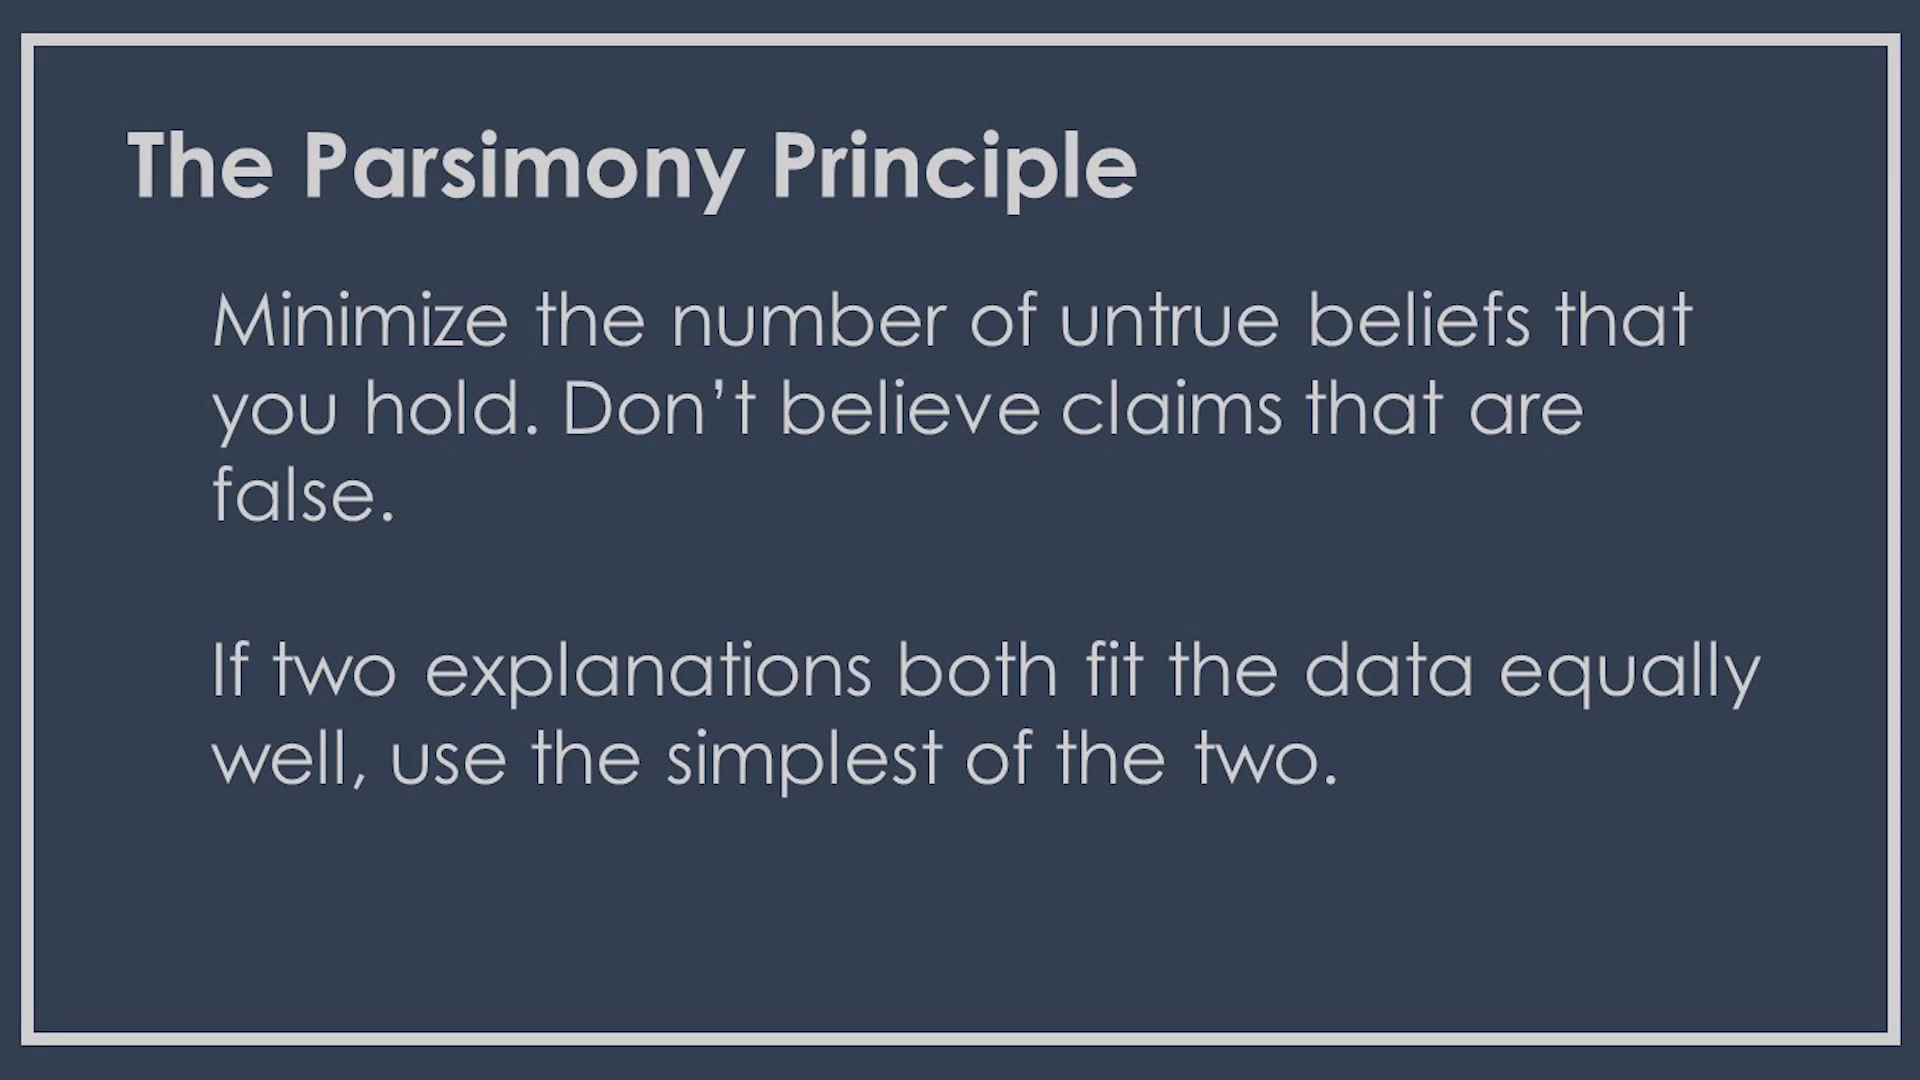 The Parsimony Principle
Minimize the number of untrue beliefs that
you hold. Don’t believe claims that are
false.
If two explanations both fit the data equally
well, use the simplest of the two.